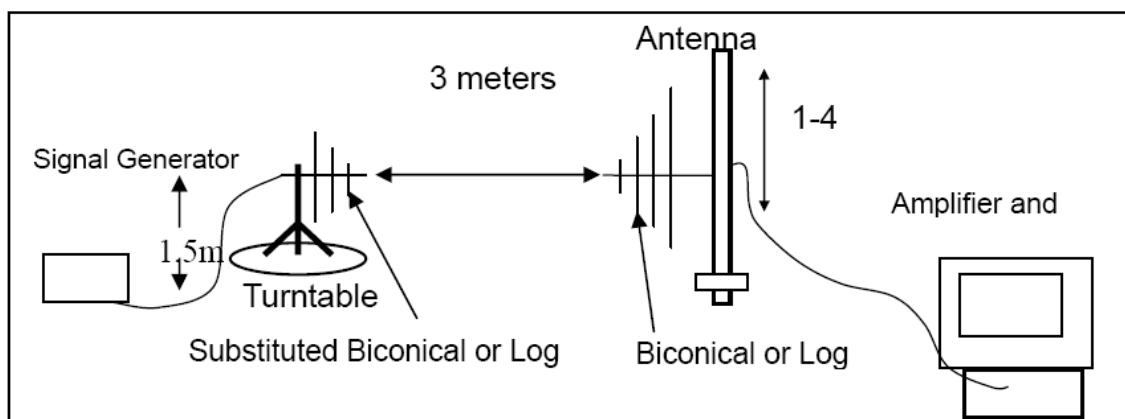 Antenna
3 meters
1-4
Signal Generator
Amplifier and
1.5m
Turntable
Substituted Biconical or Log
Biconical or Log